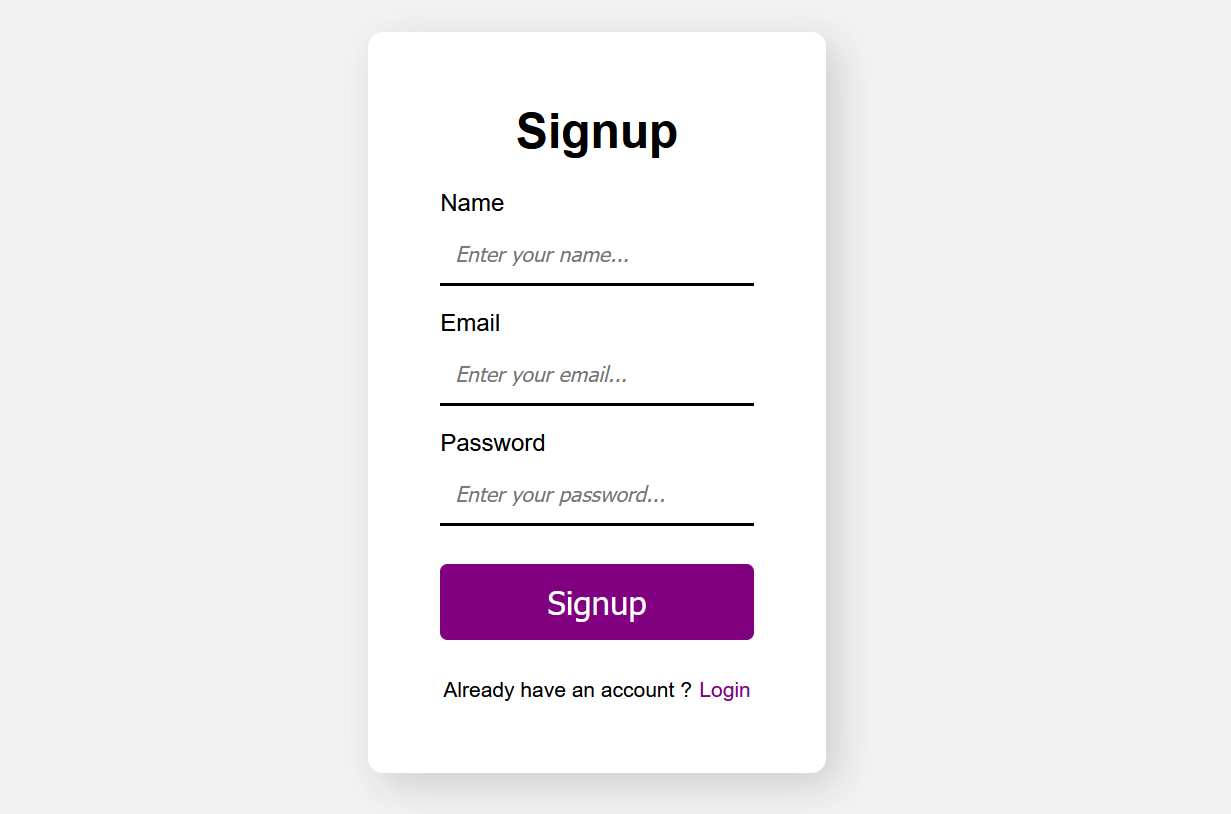 Signup
Name
Enter your name...
Email
Enter your email...
Password
Enter your password...
Signup
Already have an account ? Login